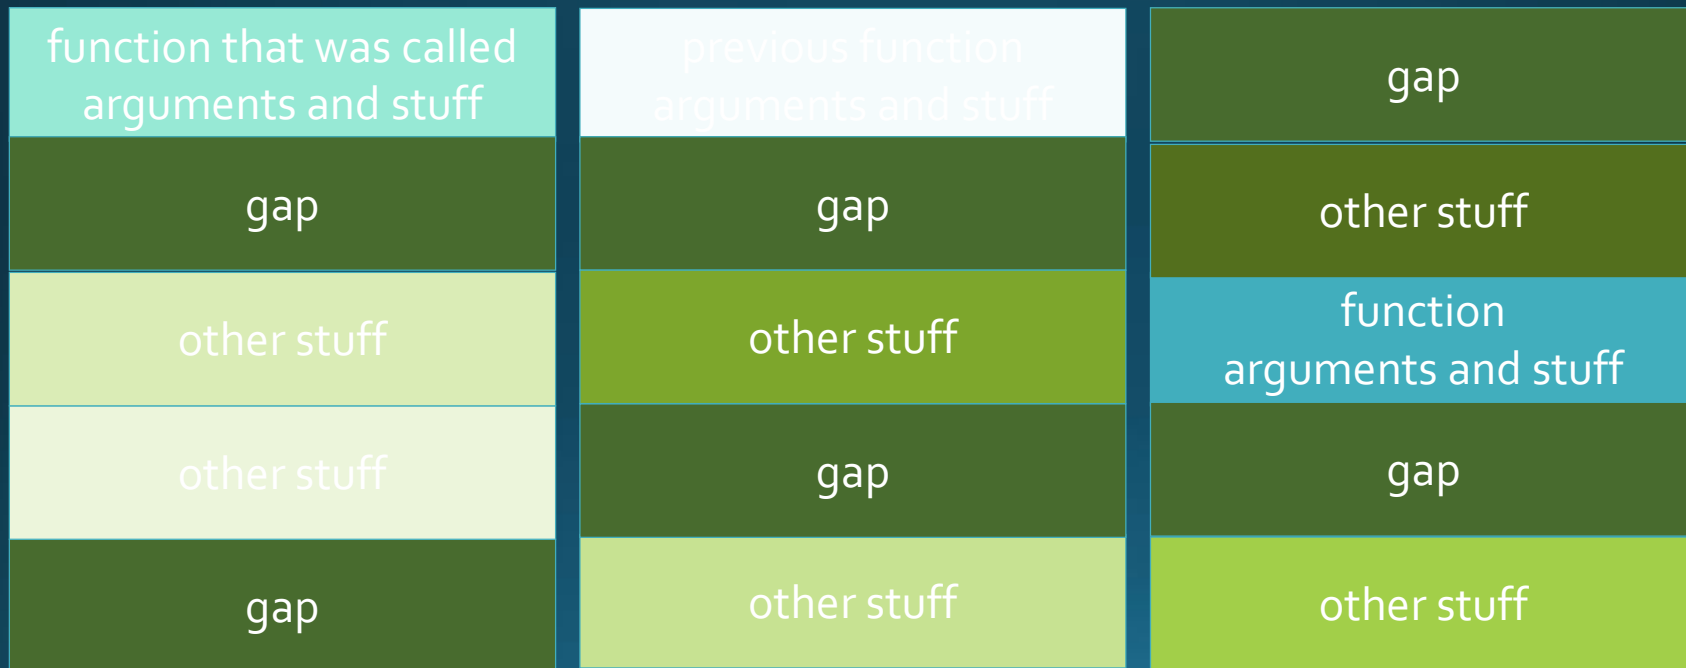 function that was called
arguments and stuff
gap
other stuff
other stuff
gap
previous function
arguments and stuff
gap
other stuff
gap
other stuff
gap
other stuff
function
arguments and stuff
gap
other stuff